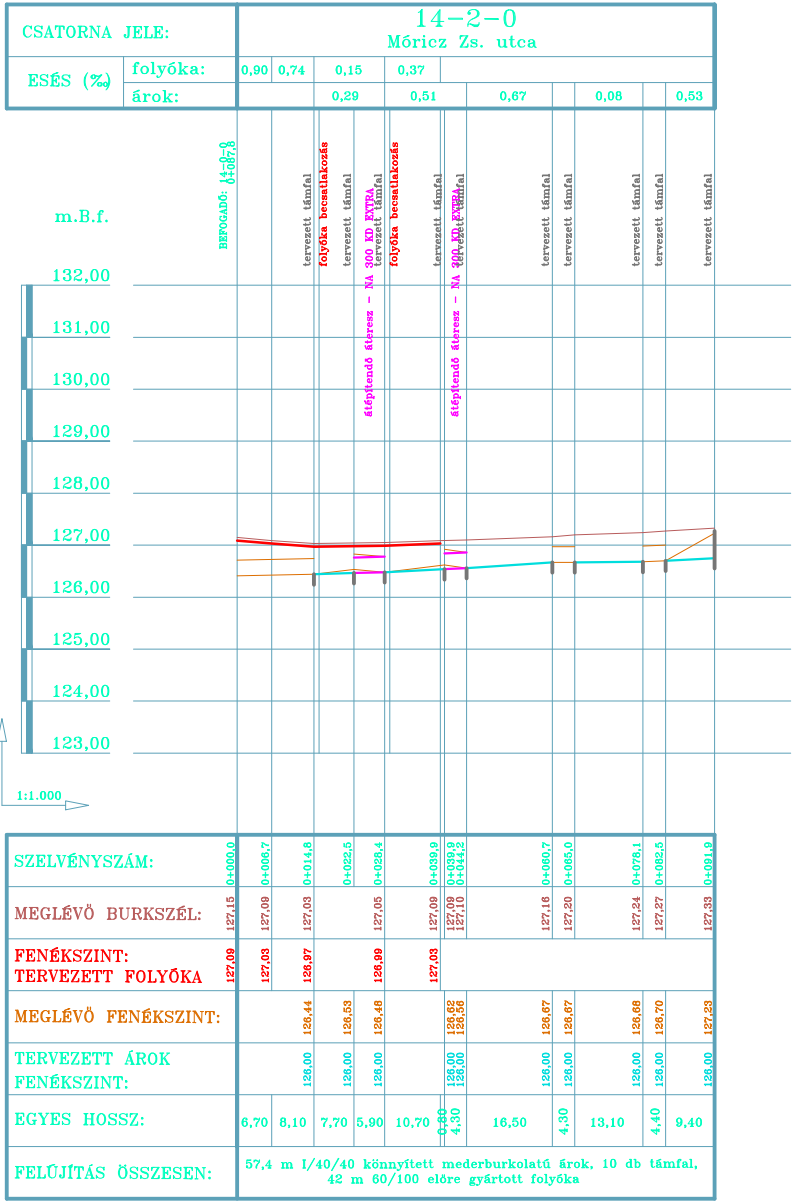 CSATORNA JELE:
14-2-0
Móricz Zs. utca
ESÉS (‰)
folyóka:
0,90 0,74 0,15 0,37
árok:
0,29 0,51 0,67 0,08 0,53
BEFOGADÓ: 14-0-0
0+087,8
tervezett támfal
folyóka becsatlakozás
tervezett támfal
átépítendő áteresz - NA 300 KD EXTRA
tervezett támfal
folyóka becsatlakozás
tervezett támfal
átépítendő áteresz - NA 300 KD EXTRA
tervezett támfal
tervezett támfal
tervezett támfal
tervezett támfal
tervezett támfal
tervezett támfal
m.B.f.
132,00
131,00
130,00
129,00
128,00
127,00
126,00
125,00
124,00
123,00
1:1.000
SZELVÉNYSZÁM:
0+000,0 0+006,7 0+014,8 0+022,5 0+028,4 0+039,9 0+039,9 0+044,2 0+060,7 0+065,0 0+078,1 0+082,5 0+091,9
MEGLÉVŐ BURKSZÉL:
127,15 127,09 127,03 127,05 127,09 127,09 127,10 127,16 127,20 127,24 127,27 127,33
FENÉKSZINT:
TERVEZETT FOLYÓKA
127,09 127,03 126,97 126,99 127,03
MEGLÉVŐ FENÉKSZINT:
126,44 126,53 126,48 126,62 126,56 126,67 126,67 126,68 126,70 127,23
TERVEZETT ÁROK
FENÉKSZINT:
126,00 126,00 126,00 126,00 126,00 126,00 126,00 126,00 126,00 126,00
EGYES HOSSZ:
6,70 8,10 7,70 5,90 10,70 0,80 4,30 16,50 4,30 13,10 4,40 9,40
FELÚJÍTÁS ÖSSZESEN:
57,4 m I/40/40 könnyített mederburkolatú árok, 10 db támfal,
42 m 60/100 előre gyártott folyóka